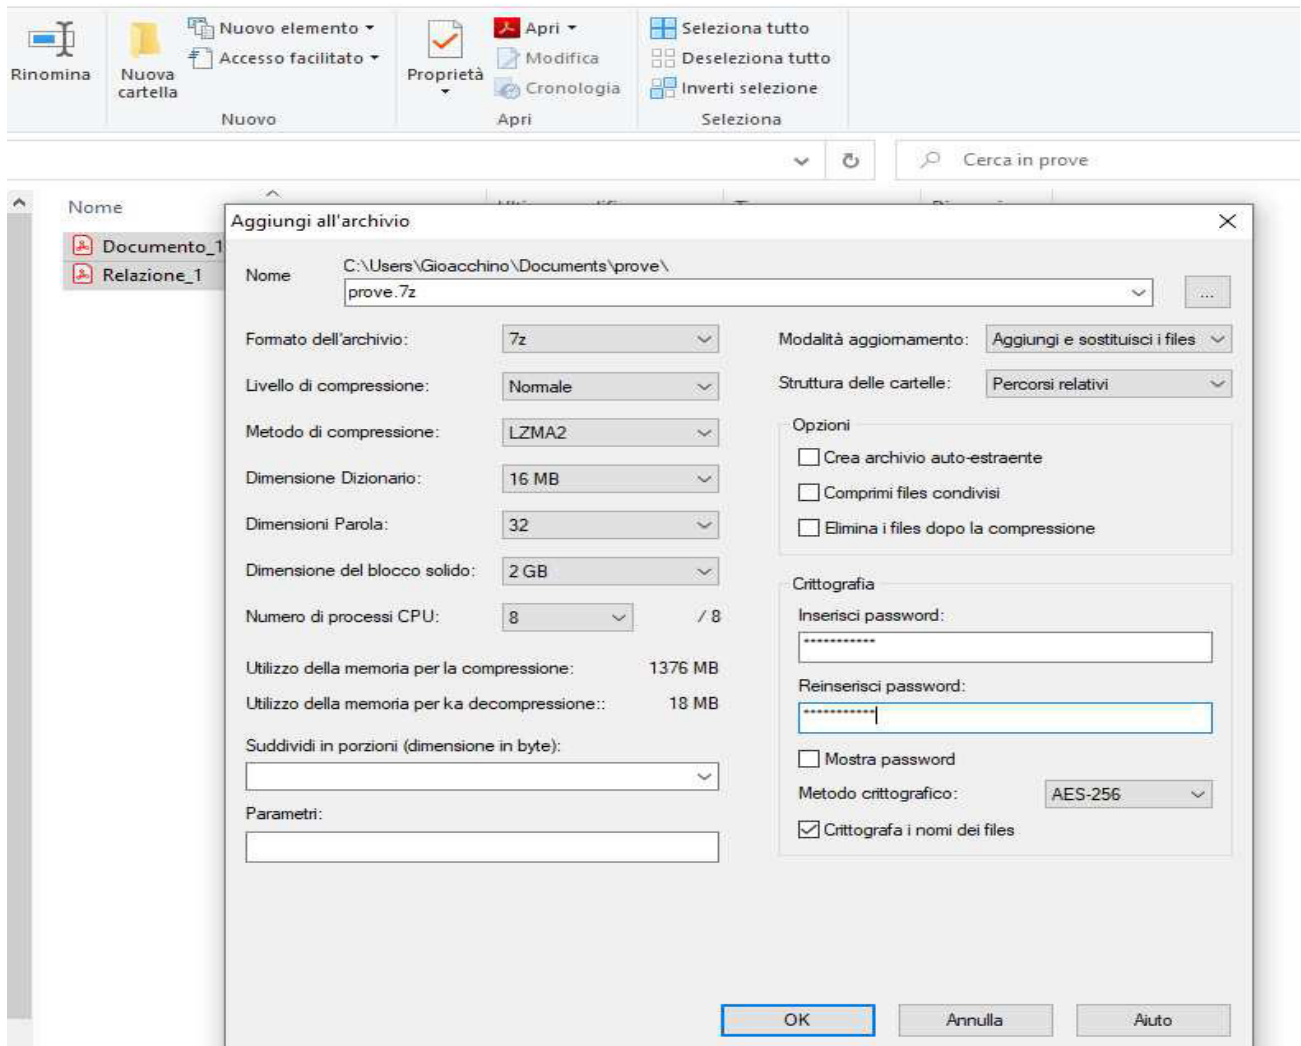 Rinomina
Nuova cartella
Nuovo elemento
Accesso facilitato
Nuovo
Proprietà
Apri
Modifica
Cronologia
Apri
Seleziona tutto
Deseleziona tutto
Inverti selezione
Seleziona
Cerca in prove
Nome
Documento_1
Relazione_1
Aggiungi all'archivio
Nome
C:\Users\Gioacchino\Documents\prove\
prove.7z
...
Formato dell'archivio: 7z
Livello di compressione: Normale
Metodo di compressione: LZMA2
Dimensione Dizionario: 16 MB
Dimensioni Parola: 32
Dimensione del blocco solido: 2 GB
Numero di processi CPU: 8 / 8
Utilizzo della memoria per la compressione: 1376 MB
Utilizzo della memoria per ka decompressione:: 18 MB
Suddividi in porzioni (dimensione in byte):
Parametri:
Modalità aggiornamento: Aggiungi e sostituisci i files
Struttura delle cartelle: Percorsi relativi
Opzioni
Crea archivio auto-estraente
Comprimi files condivisi
Elimina i files dopo la compressione
Crittografia
Inserisci password:
***********
Reinserisci password:
***********
Mostra password
Metodo crittografico: AES-256
Crittografa i nomi dei files
OK
Annulla
Aiuto